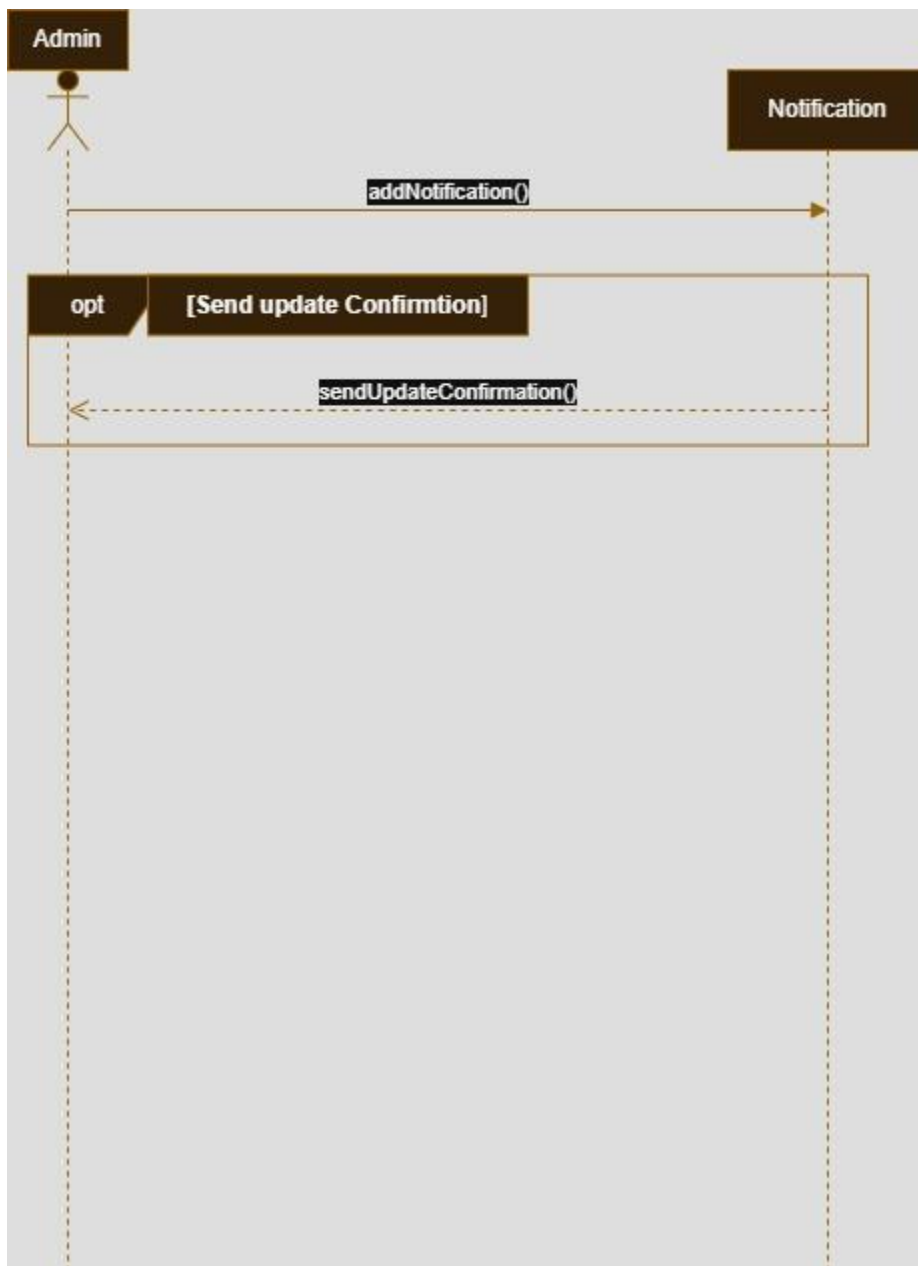 Admin
Notification
addNotification()
opt
[Send update Confirmtion]
sendUpdateConfirmation()